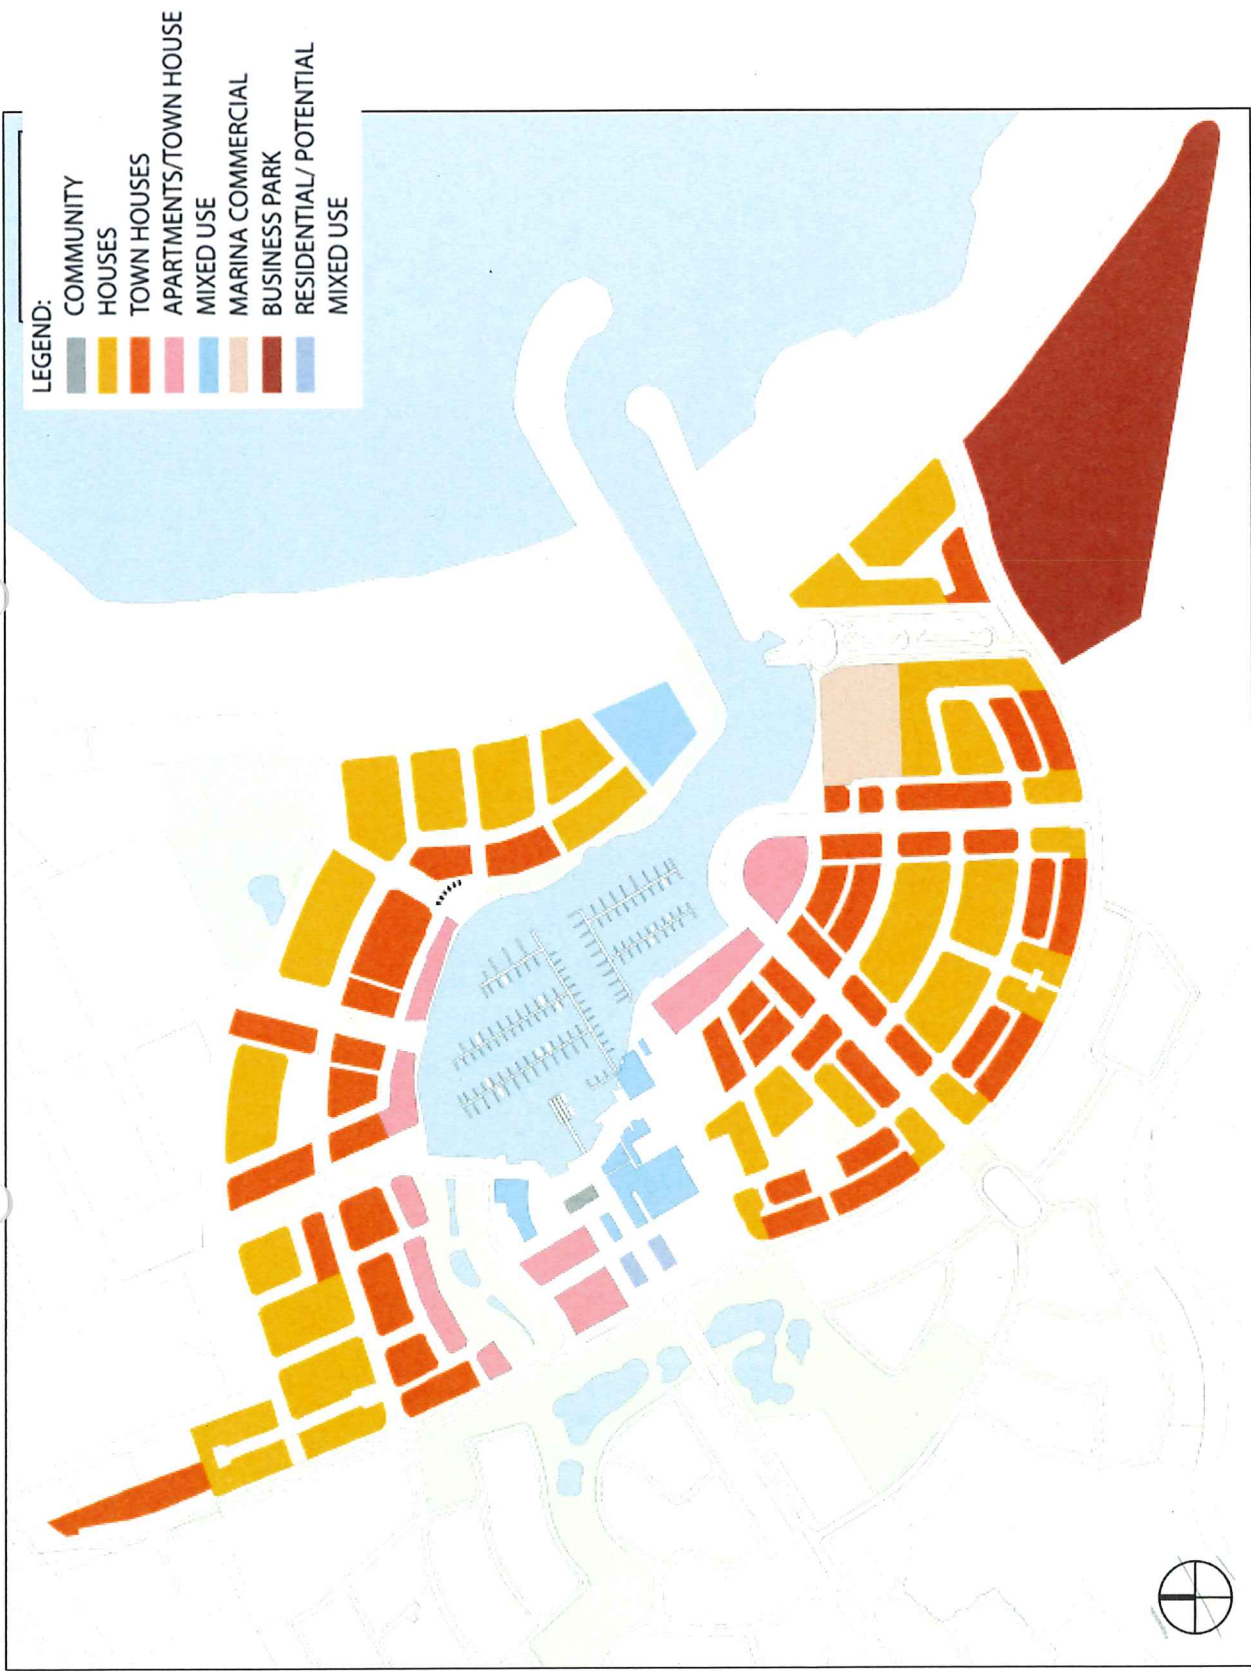 LEGEND:
COMMUNITY
HOUSES
TOWN HOUSES
APARTMENTS/TOWN HOUSE
MIXED USE
MARINA COMMERCIAL
BUSINESS PARK
RESIDENTIAL/ POTENTIAL
MIXED USE